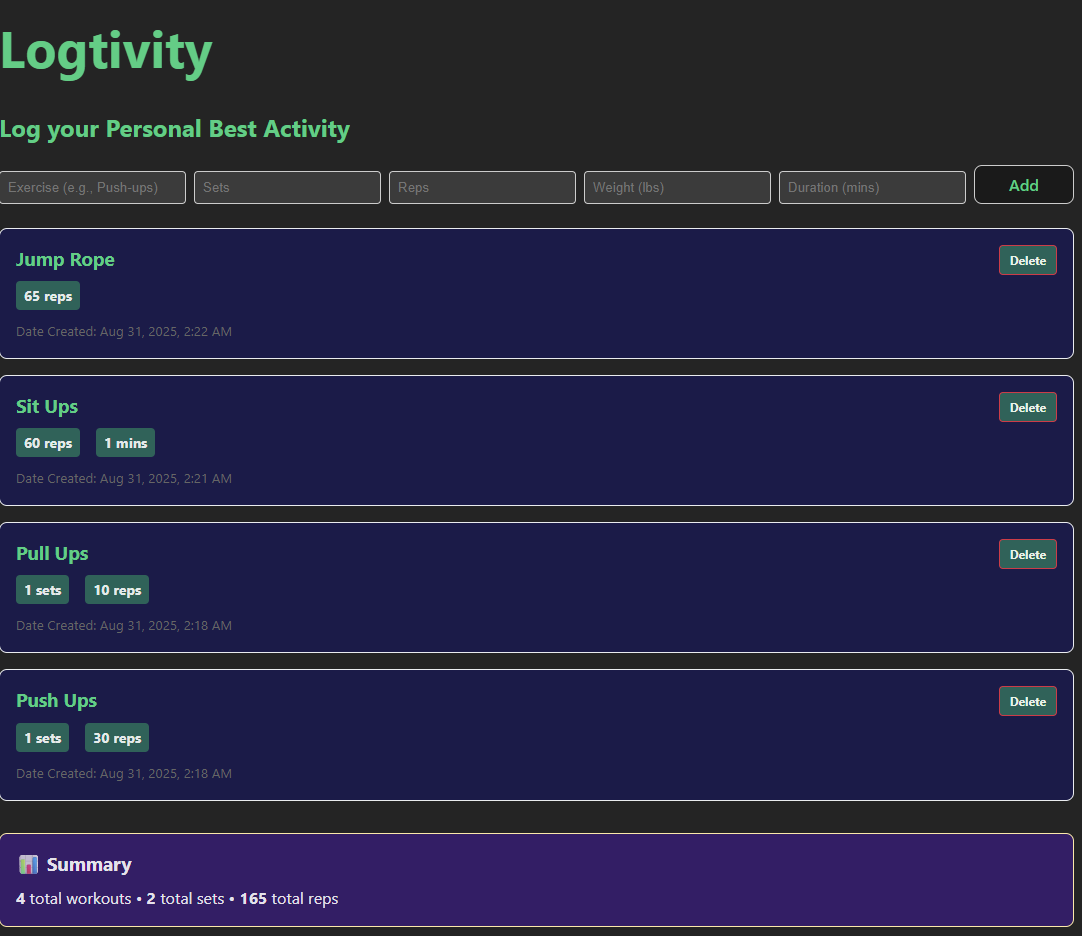 Logtivity
Log your Personal Best Activity
Exercise (e.g., Push-ups) Sets Reps Weight (lbs) Duration (mins) Add
Jump Rope Delete
65 reps
Date Created: Aug 31, 2025, 2:22 AM
Sit Ups Delete
60 reps 1 mins
Date Created: Aug 31, 2025, 2:21 AM
Pull Ups Delete
1 sets 10 reps
Date Created: Aug 31, 2025, 2:18 AM
Push Ups Delete
1 sets 30 reps
Date Created: Aug 31, 2025, 2:18 AM
📊 Summary
4 total workouts • 2 total sets • 165 total reps